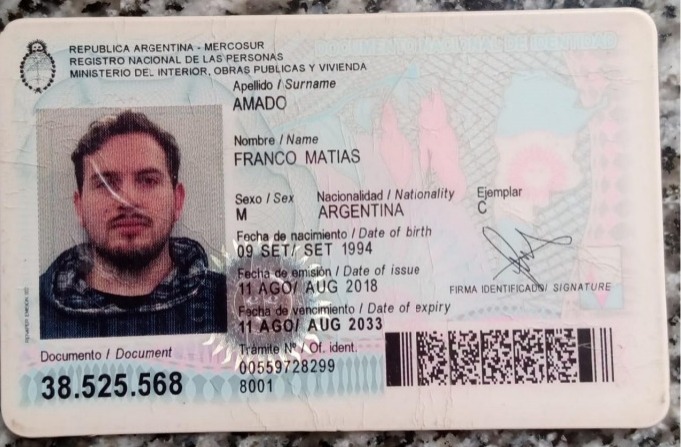 REPUBLICA ARGENTINA - MERCOSUR
REGISTRO NACIONAL DE LAS PERSONAS
MINISTERIO DEL INTERIOR, OBRAS PUBLICAS Y VIVIENDA
DOCUMENTO NACIONAL DE IDENTIDAD
Apellido / Surname
AMADO
Nombre / Name
FRANCO MATIAS
Sexo / Sex Nacionalidad / Nationality Ejemplar
M ARGENTINA C
Fecha de nacimiento / Date of birth
09 SET/ SET 1994
Fecha de emisión / Date of issue
11 AGO/ AUG 2018
FIRMA IDENTIFICADO/ SIGNATURE
Fecha de vencimiento / Date of expiry
11 AGO/ AUG 2033
Documento / Document
38.525.568
Trámite Nº / Of. ident.
00559728299
8001